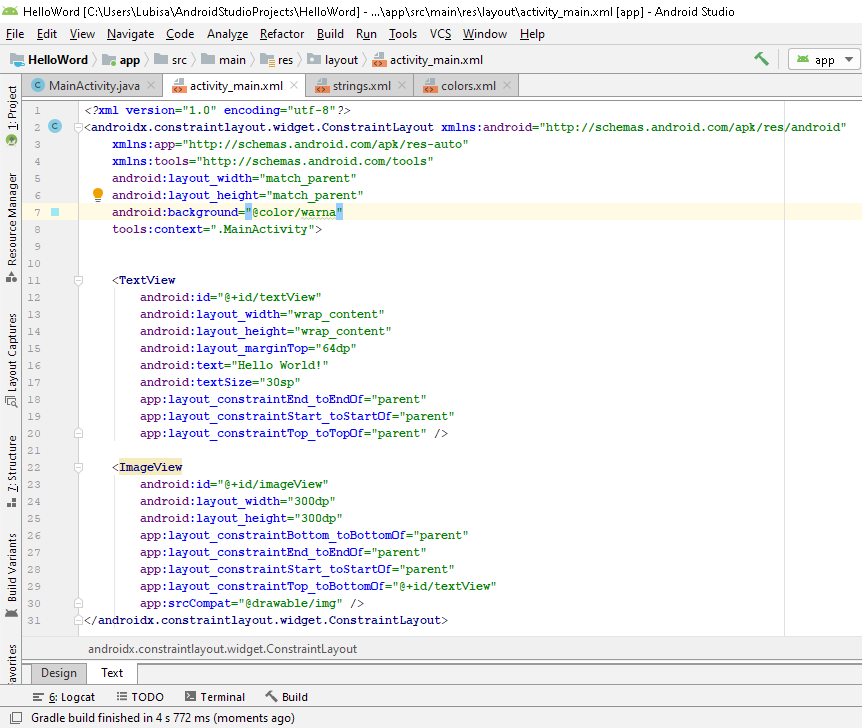 HelloWord [C:\Users\Lubisa\AndroidStudioProjects\HelloWord] - ...\app\src\main\res\layout\activity_main.xml [app] - Android Studio
File Edit View Navigate Code Analyze Refactor Build Run Tools VCS Window Help
HelloWord app src main res layout activity_main.xml app
MainActivity.java activity_main.xml strings.xml colors.xml
1: Project
Resource Manager
Layout Captures
7: Structure
Build Variants
avorites
1 <?xml version="1.0" encoding="utf-8"?>
2 <androidx.constraintlayout.widget.ConstraintLayout xmlns:android="http://schemas.android.com/apk/res/android"
3 xmlns:app="http://schemas.android.com/apk/res-auto"
4 xmlns:tools="http://schemas.android.com/tools"
5 android:layout_width="match_parent"
6 android:layout_height="match_parent"
7 android:background="@color/warna"
8 tools:context=".MainActivity">
9
10
11 <TextView
12 android:id="@+id/textView"
13 android:layout_width="wrap_content"
14 android:layout_height="wrap_content"
15 android:layout_marginTop="64dp"
16 android:text="Hello World!"
17 android:textSize="30sp"
18 app:layout_constraintEnd_toEndOf="parent"
19 app:layout_constraintStart_toStartOf="parent"
20 app:layout_constraintTop_toTopOf="parent" />
21
22 <ImageView
23 android:id="@+id/imageView"
24 android:layout_width="300dp"
25 android:layout_height="300dp"
26 app:layout_constraintBottom_toBottomOf="parent"
27 app:layout_constraintEnd_toEndOf="parent"
28 app:layout_constraintStart_toStartOf="parent"
29 app:layout_constraintTop_toBottomOf="@+id/textView"
30 app:srcCompat="@drawable/img" />
31 </androidx.constraintlayout.widget.ConstraintLayout>
androidx.constraintlayout.widget.ConstraintLayout
Design Text
6: Logcat TODO Terminal Build
Gradle build finished in 4 s 772 ms (moments ago)